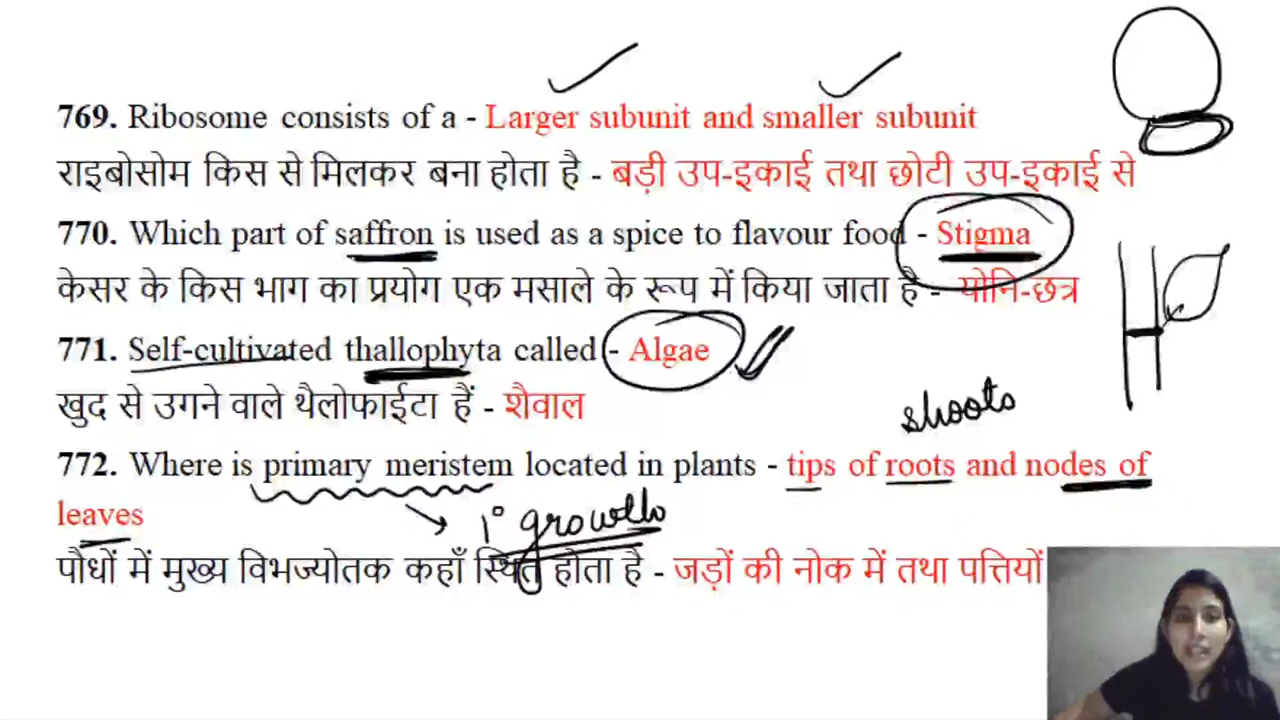 769. Ribosome consists of a - Larger subunit and smaller subunit
राइबोसोम किस से मिलकर बना होता है - बड़ी उप-इकाई तथा छोटी उप-इकाई से
770. Which part of saffron is used as a spice to flavour food - Stigma
केसर के किस भाग का प्रयोग एक मसाले के रूप में किया जाता है - योनि-छत्र
771. Self-cultivated thallophyta called - Algae
खुद से उगने वाले थैलोफाईटा हैं - शैवाल
shoots
772. Where is primary meristem located in plants - tips of roots and nodes of
leaves
1° growth
पौधों में मुख्य विभज्योतक कहाँ स्थित होता है - जड़ों की नोक में तथा पत्तियों